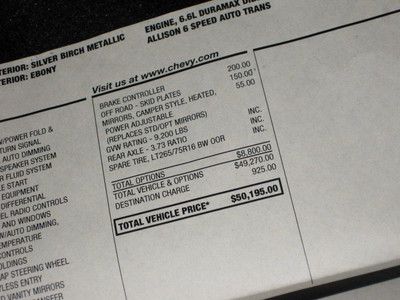 TERIOR: SILVER BIRCH METALLIC
TERIOR: EBONY
ENGINE, 6.6L DURAMAX
ALLISON 6 SPEED AUTO TRANS
Visit us at www.chevy.com
BRAKE CONTROLLER 200.00
OFF ROAD - SKID PLATES 150.00
MIRRORS, CAMPER STYLE, HEATED, 55.00
POWER ADJUSTABLE
(REPLACES STD/OPT MIRRORS)
GVW RATING - 9,200 LBS INC.
REAR AXLE - 3.73 RATIO INC.
SPARE TIRE, LT265/75R16 BW OOR INC.
TOTAL OPTIONS $8,800.00
TOTAL VEHICLE & OPTIONS $49,270.00
DESTINATION CHARGE 925.00
TOTAL VEHICLE PRICE* $50,195.00
W/POWER FOLD &
TURN SIGNAL
AUTO DIMMING
SPEAKER SYSTEM
R FLUID SYSTEM
LE START
EQUIPMENT
DIFFERENTIAL
EL RADIO CONTROLS
AND WINDOWS
W/AUTO DIMMING,
TEMPERATURE
CONTROLS
OLDINGS
AP STEERING WHEEL
YLESS ENTRY
D VANITY MIRRORS